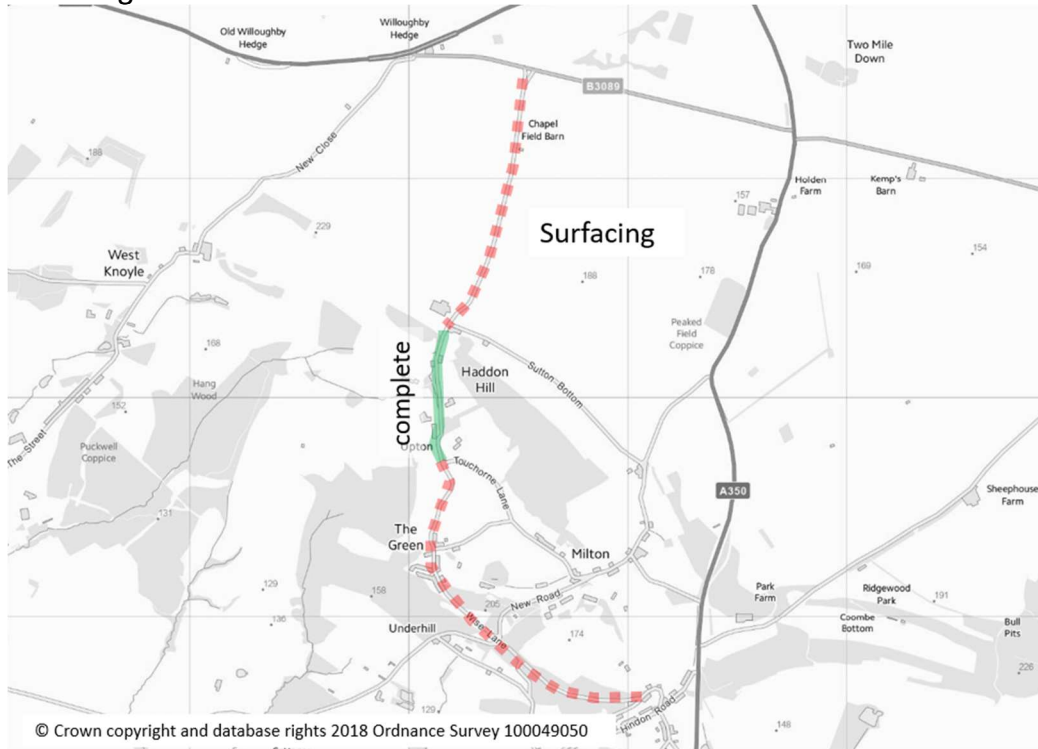 Old Willoughby
Hedge
Willoughby
Hedge
Two Mile
Down
B3089
Chapel
Field Barn
New Close
188
Holden
Farm
Kemp's
Barn
157
229
Surfacing
West
Knoyle
154
188
178
169
Peaked
Field
Coppice
168
complete
Haddon
Hill
Sutton Bottom
Hang
Wood
152
The Street
Puckwell
Coppice
Upton
Touchorne Lane
A350
Sheephouse
Farm
131
The
Green
Milton
129
158
Park
Farm
Ridgewood
Park
191
205
New Road
136
Underhill
Wise Lane
174
Coombe
Bottom
Bull
Pits
226
129
Hindon Road
148
© Crown copyright and database rights 2018 Ordnance Survey 100049050